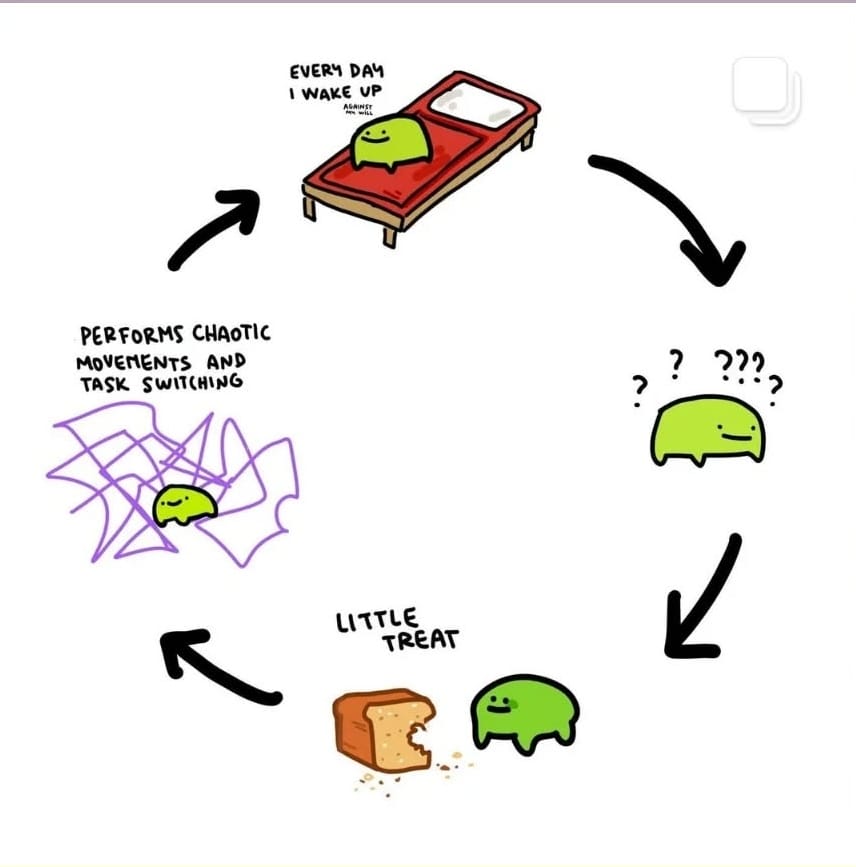 EVERY DAY
I WAKE UP
AGAINST
MY WILL
? ? ??? ?
LITTLE
TREAT
PERFORMS CHAOTIC
MOVEMENTS AND
TASK SWITCHING